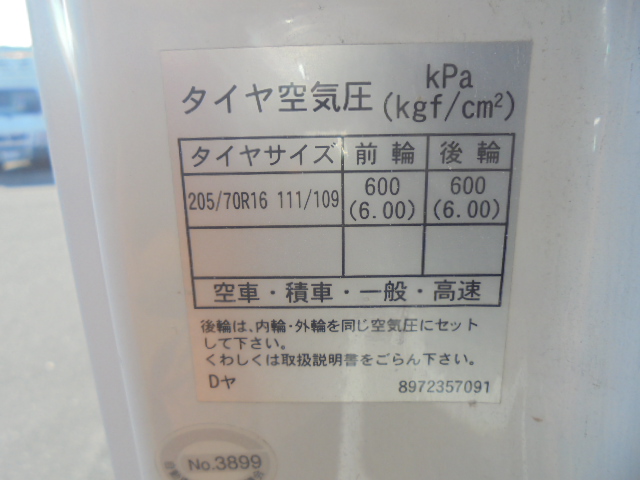 タイヤ空気圧 kPa
(kgf/cm²)
タイヤサイズ 前輪 後輪
205/70R16 111/109 600 600
(6.00) (6.00)
空車・積車・一般・高速
後輪は、内輪・外輪を同じ空気圧にセット
して下さい。
くわしくは取扱説明書をごらん下さい。
Dヤ 8972357091
No.3899